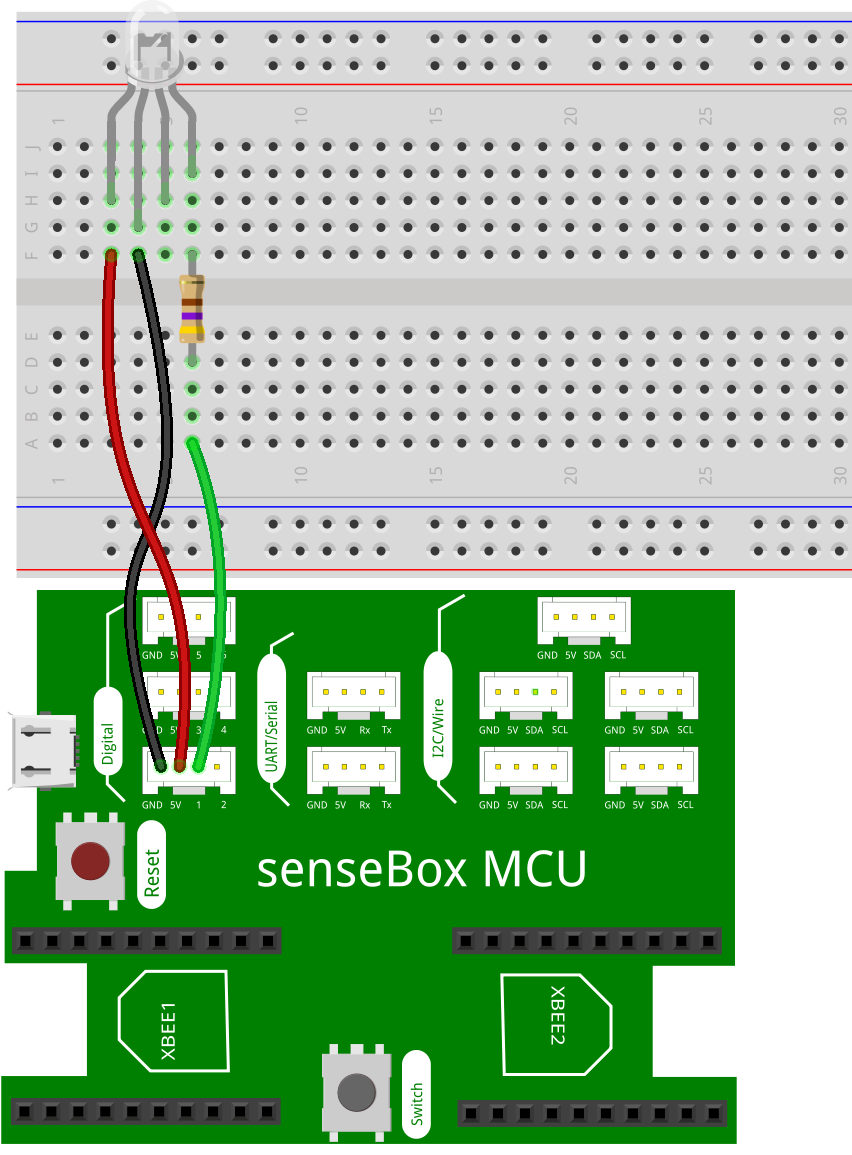 1 5 10 15 20 25 30
J
I
H
G
F
E
D
C
B
A
1 10 15 20 25 30
GND 5V 5 6
GND 5V SDA SCL
Digital
UART/Serial
I2C/Wire
GND 5V 3 4
GND 5V Rx Tx
GND 5V SDA SCL
GND 5V SDA SCL
GND 5V 1 2
GND 5V Rx Tx
GND 5V SDA SCL
GND 5V SDA SCL
Reset
senseBox MCU
XBEE1
XBEE2
Switch